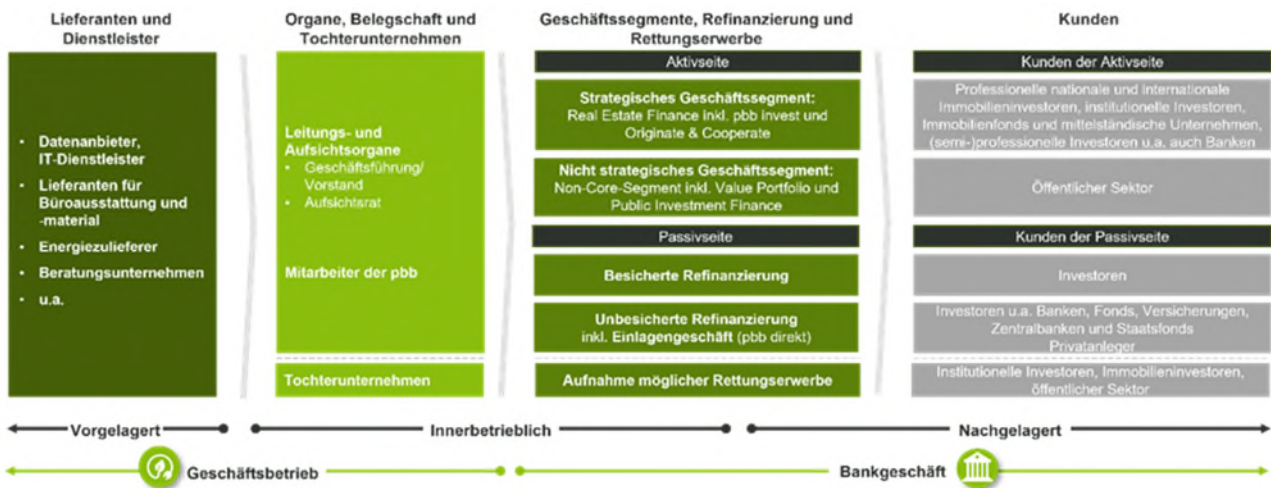 Lieferanten und
Dienstleister
Organe, Belegschaft und
Tochterunternehmen
Geschäftssegmente, Refinanzierung und
Rettungserwerbe
Kunden
• Datenanbieter,
IT-Dienstleister
• Lieferanten für
Büroausstattung und
-material
• Energiezulieferer
• Beratungsunternehmen
• u.a.
Leitungs- und
Aufsichtsorgane
• Geschäftsführung/
Vorstand
• Aufsichtsrat
Mitarbeiter der pbb
Tochterunternehmen
Aktivseite
Strategisches Geschäftssegment:
Real Estate Finance inkl. pbb invest und
Originate & Cooperate
Nicht strategisches Geschäftssegment:
Non-Core-Segment inkl. Value Portfolio und
Public Investment Finance
Passivseite
Besicherte Refinanzierung
Unbesicherte Refinanzierung
inkl. Einlagengeschäft (pbb direkt)
Aufnahme möglicher Rettungserwerbe
Kunden der Aktivseite
Professionelle nationale und internationale
Immobilieninvestoren, institutionelle Investoren,
Immobilienfonds und mittelständische Unternehmen,
(semi-)professionelle Investoren u.a. auch Banken
Öffentlicher Sektor
Kunden der Passivseite
Investoren
Investoren u.a. Banken, Fonds, Versicherungen,
Zentralbanken und Staatsfonds
Privatanleger
Institutionelle Investoren, Immobilieninvestoren,
öffentlicher Sektor
Vorgelagert
Innerbetrieblich
Nachgelagert
Geschäftsbetrieb
Bankgeschäft